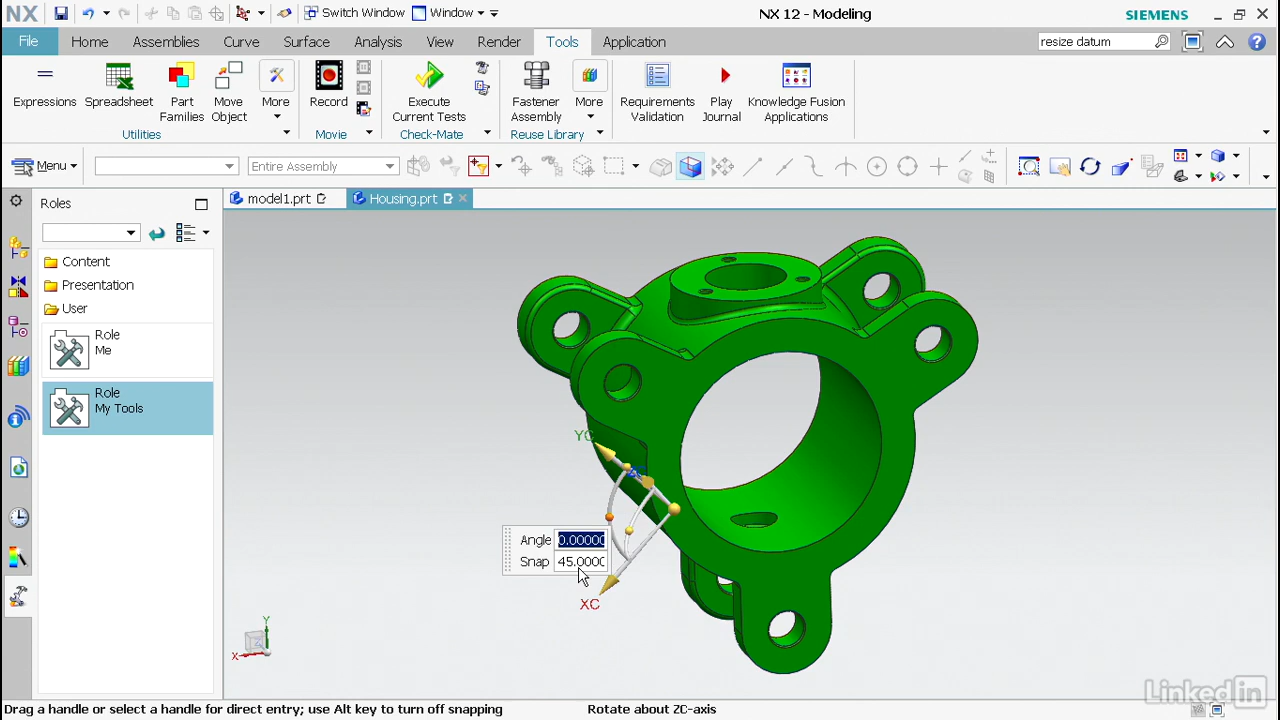 NX
Switch Window
Window
NX 12 - Modeling
SIEMENS
File
Home
Assemblies
Curve
Surface
Analysis
View
Render
Tools
Application
resize datum
Expressions
Spreadsheet
Part
Families
Move
Object
More
Record
Execute
Current Tests
Fastener
Assembly
More
Requirements
Validation
Play
Journal
Knowledge Fusion
Applications
Utilities
Movie
Check-Mate
Reuse Library
Menu
Entire Assembly
Roles
model1.prt
Housing.prt
Content
Presentation
User
Role
Me
Role
My Tools
YC
Angle 0.00000
Snap 45.0000
XC
Y
X
LinkedIn
Drag a handle or select a handle for direct entry; use Alt key to turn off snapping
Rotate about ZC-axis